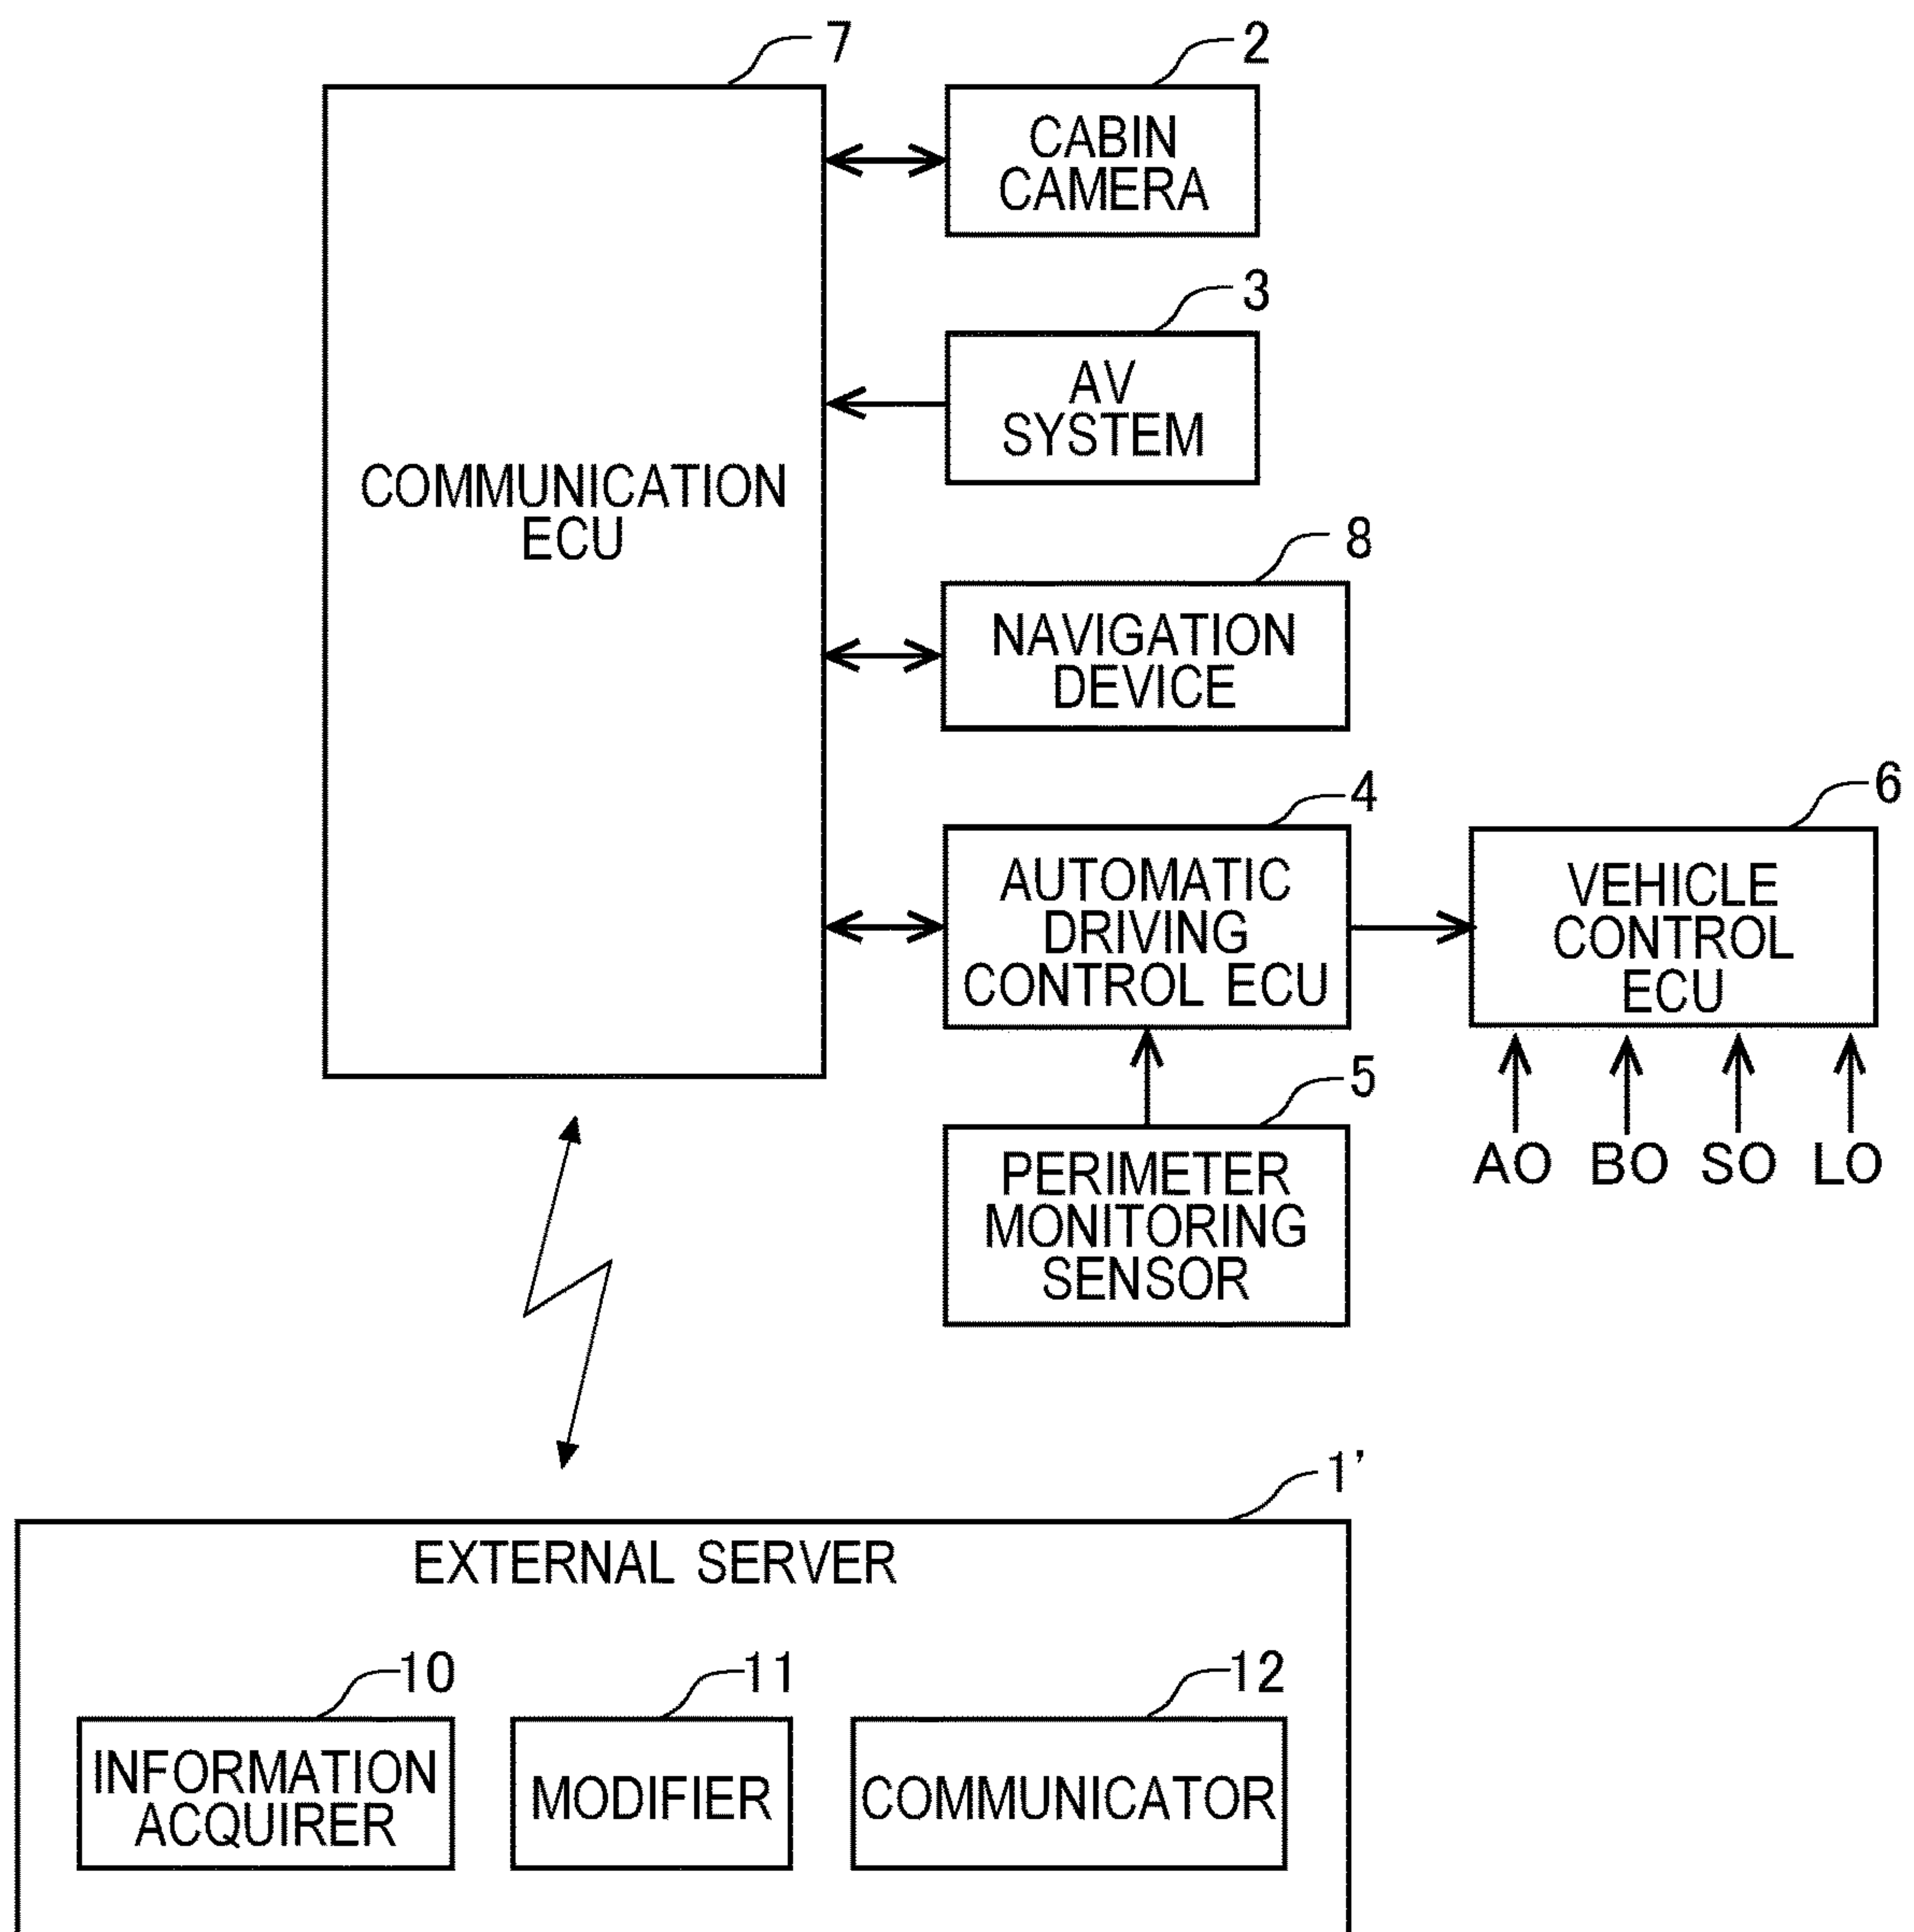 7
2
CABIN
CAMERA
3
AV
SYSTEM
COMMUNICATION
ECU
8
NAVIGATION
DEVICE
4
6
AUTOMATIC
DRIVING
CONTROL ECU
VEHICLE
CONTROL
ECU
5
PERIMETER
MONITORING
SENSOR
AO BO SO LO
1’
EXTERNAL SERVER
10
11
12
INFORMATION
ACQUIRER
MODIFIER
COMMUNICATOR